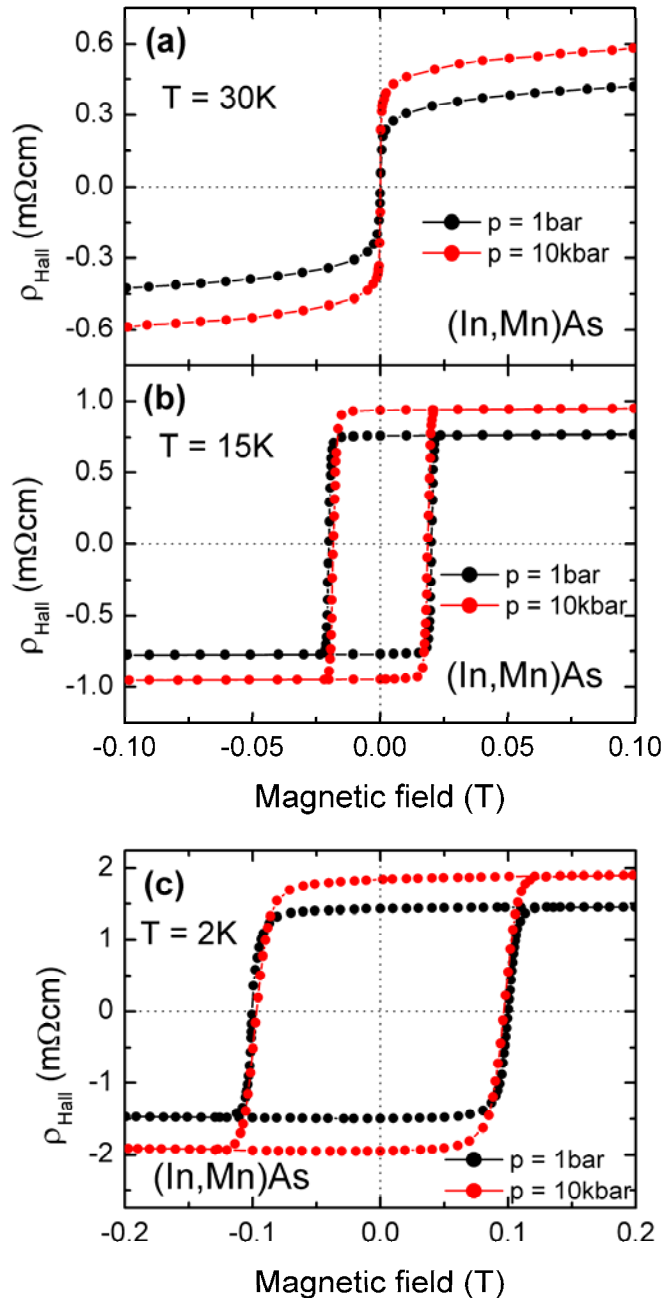 (a)
T = 30K
0.6
0.3
0.0
-0.3
-0.6
ρHall (mΩcm)
p = 1bar
p = 10kbar
(In,Mn)As
(b)
T = 15K
1.0
0.5
0.0
-0.5
-1.0
ρHall (mΩcm)
p = 1bar
p = 10kbar
(In,Mn)As
-0.10 -0.05 0.00 0.05 0.10
Magnetic field (T)
(c)
T = 2K
2
1
0
-1
-2
ρHall (mΩcm)
p = 1bar
p = 10kbar
(In,Mn)As
-0.2 -0.1 0.0 0.1 0.2
Magnetic field (T)